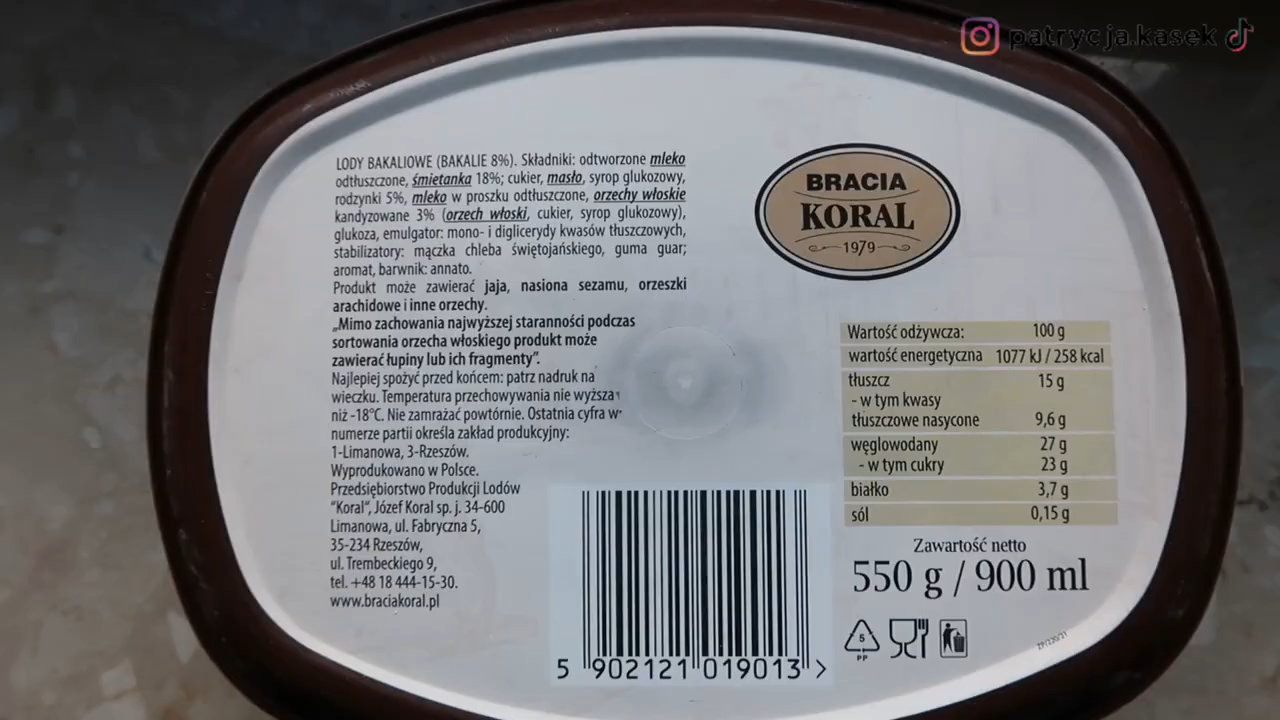 patrycja.kasek
LODY BAKALIOWE (BAKALIE 8%). Składniki: odtworzone mleko
odtłuszczone, śmietanka 18%; cukier, masło, syrop glukozowy,
rodzynki 5%, mleko w proszku odtłuszczone, orzechy włoskie
kandyzowane 3% (orzech włoski, cukier, syrop glukozowy),
glukoza, emulgator: mono- i diglicerydy kwasów tłuszczowych,
stabilizatory: mączka chleba świętojańskiego, guma guar;
aromat, barwnik: annato.
Produkt może zawierać jaja, nasiona sezamu, orzeszki
arachidowe i inne orzechy.
„Mimo zachowania najwyższej staranności podczas
sortowania orzecha włoskiego produkt może
zawierać łupiny lub ich fragmenty”.
Najlepiej spożyć przed końcem: patrz nadruk na
wieczku. Temperatura przechowywania nie wyższa
niż -18°C. Nie zamrażać powtórnie. Ostatnia cyfra w
numerze partii określa zakład produkcyjny:
1-Limanowa, 3-Rzeszów.
Wyprodukowano w Polsce.
Przedsiębiorstwo Produkcji Lodów
"Koral", Józef Koral sp. j. 34-600
Limanowa, ul. Fabryczna 5,
35-234 Rzeszów,
ul. Trembeckiego 9,
tel. +48 18 444-15-30.
www.braciakoral.pl
BRACIA
KORAL
1979
Wartość odżywcza: 100 g
wartość energetyczna 1077 kJ / 258 kcal
tłuszcz 15 g
- w tym kwasy
tłuszczowe nasycone 9,6 g
węglowodany 27 g
- w tym cukry 23 g
białko 3,7 g
sól 0,15 g
Zawartość netto
550 g / 900 ml
5
PP
5 902121 019013 >